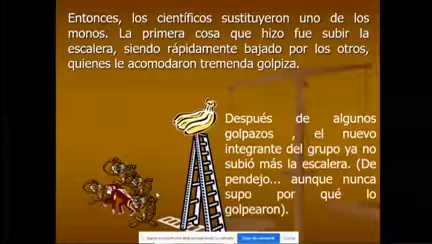 Entonces, los científicos sustituyeron uno de los
monos. La primera cosa que hizo fue subir la
escalera, siendo rápidamente bajado por los otros,
quienes le acomodaron tremenda golpiza.
Después de algunos
golpazos , el nuevo
integrante del grupo ya no
subió más la escalera. (De
pendejo... aunque nunca
supo por qué lo
golpearon).